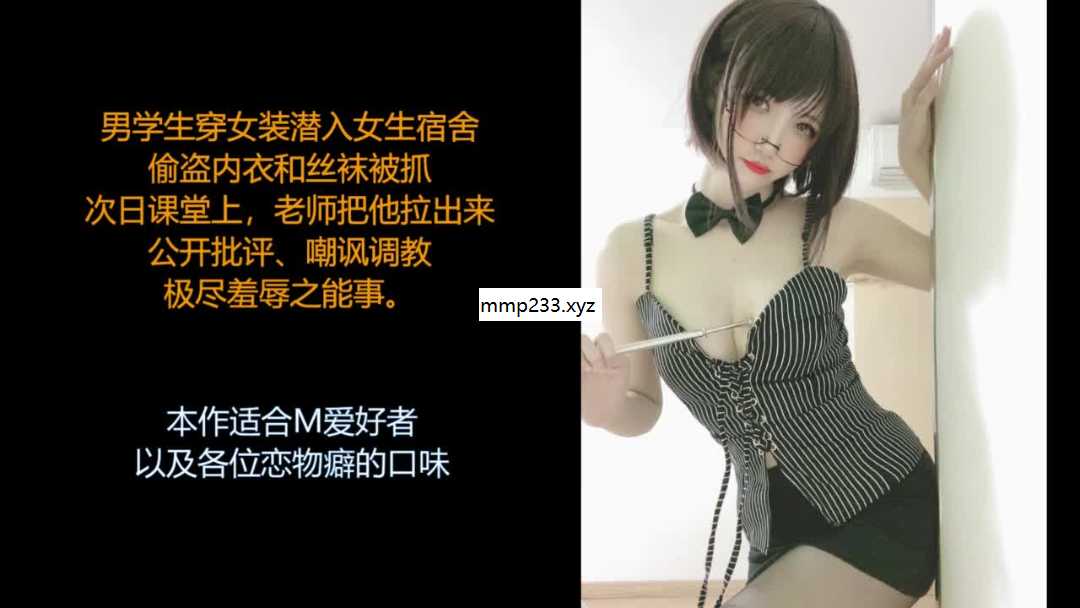 男学生穿女装潜入女生宿舍
偷盗内衣和丝袜被抓
次日课堂上，老师把他拉出来
公开批评、嘲讽调教
极尽羞辱之能事。
mmp233.xyz
本作适合M爱好者
以及各位恋物癖的口味